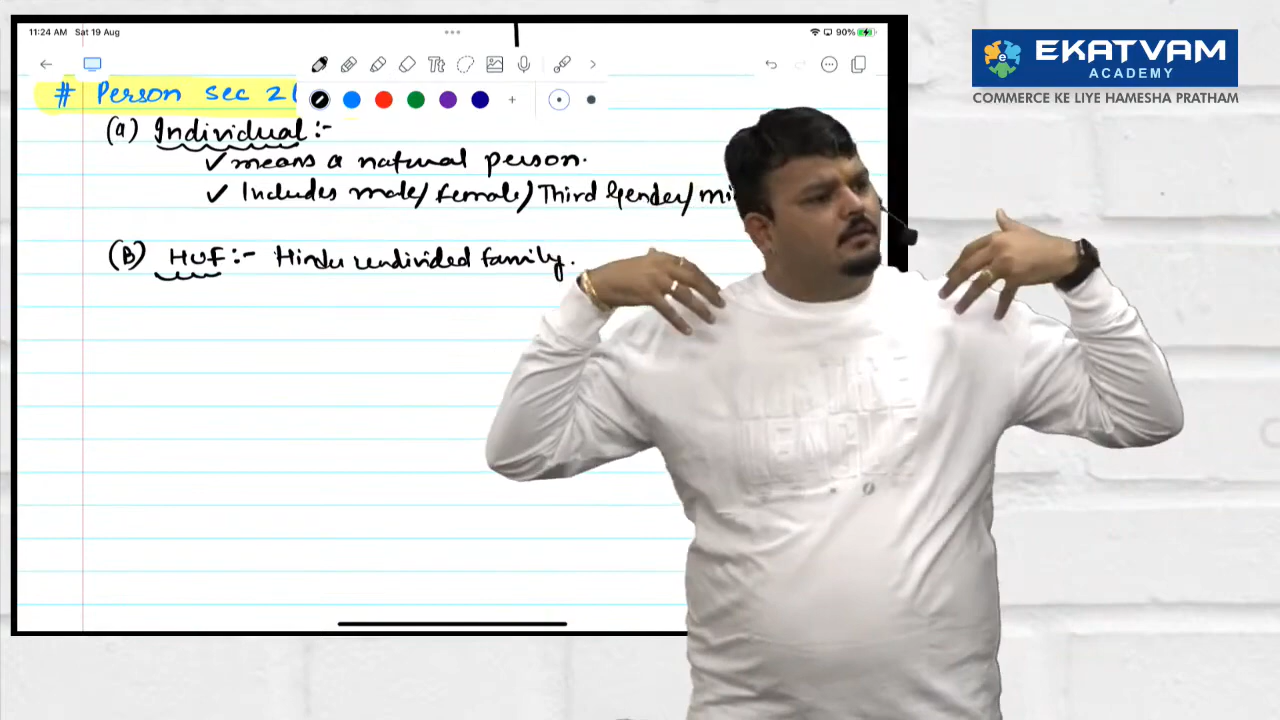 11:24 AM Sat 19 Aug
90%
EKATVAM
ACADEMY
COMMERCE KE LIYE HAMESHA PRATHAM
# Person sec 2(
(a) Individual :-
✓ means a natural person.
✓ Includes male/female/Third Gender/
(B) HUF :- Hindu undivided family.